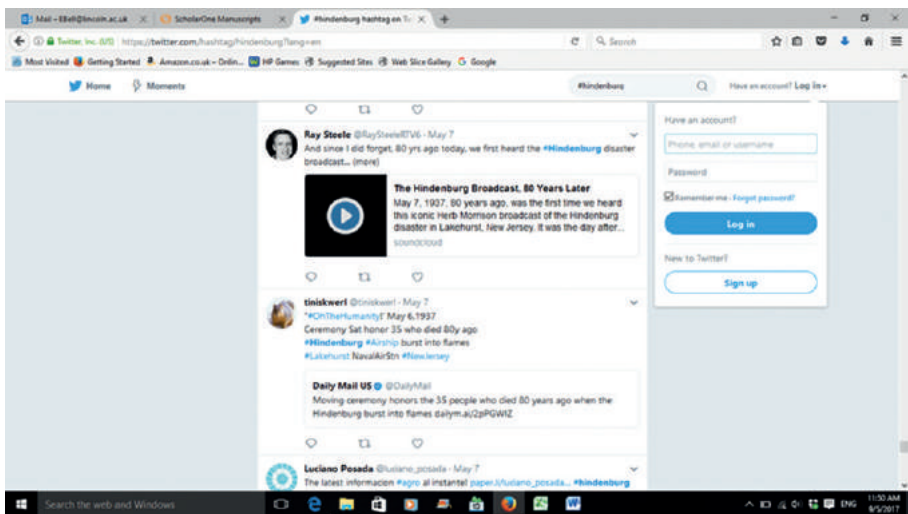 Mail - EBell@lincoln.ac.uk
ScholarOne Manuscripts
#hindenburg hashtag on Tw
Twitter, Inc. (US) https://twitter.com/hashtag/hindenburg?lang=en
Search
Most Visited Getting Started Amazon.co.uk – Onlin... HP Games Suggested Sites Web Slice Gallery Google
Home Moments
#hindenburg
Have an account? Log in
Have an account?
Phone, email or username
Password
Remember me · Forgot password?
Log in
New to Twitter?
Sign up
Ray Steele @RaySteeleRTV6 · May 7
And since I did forget, 80 yrs ago today, we first heard the #Hindenburg disaster
broadcast... (more)
The Hindenburg Broadcast, 80 Years Later
May 7, 1937, 80 years ago, was the first time we heard
this iconic Herb Morrison broadcast of the Hindenburg
disaster in Lakehurst, New Jersey. It was the day after...
soundcloud
tiniskwerl @tiniskwerl · May 7
"#OhTheHumanity!" May 6,1937
Ceremony Sat honor 35 who died 80y ago
#Hindenburg #Airship burst into flames
#Lakehurst NavalAirStn #NewJersey
Daily Mail US @DailyMail
Moving ceremony honors the 35 people who died 80 years ago when the
Hindenburg burst into flames dailym.ai/2pPGWIZ
Luciano Posada @luciano_posada · May 7
The latest informacion #agro al instante! paper.li/luciano_posada... #hindenburg
Search the web and Windows
ENG
11:50 AM
9/5/2017